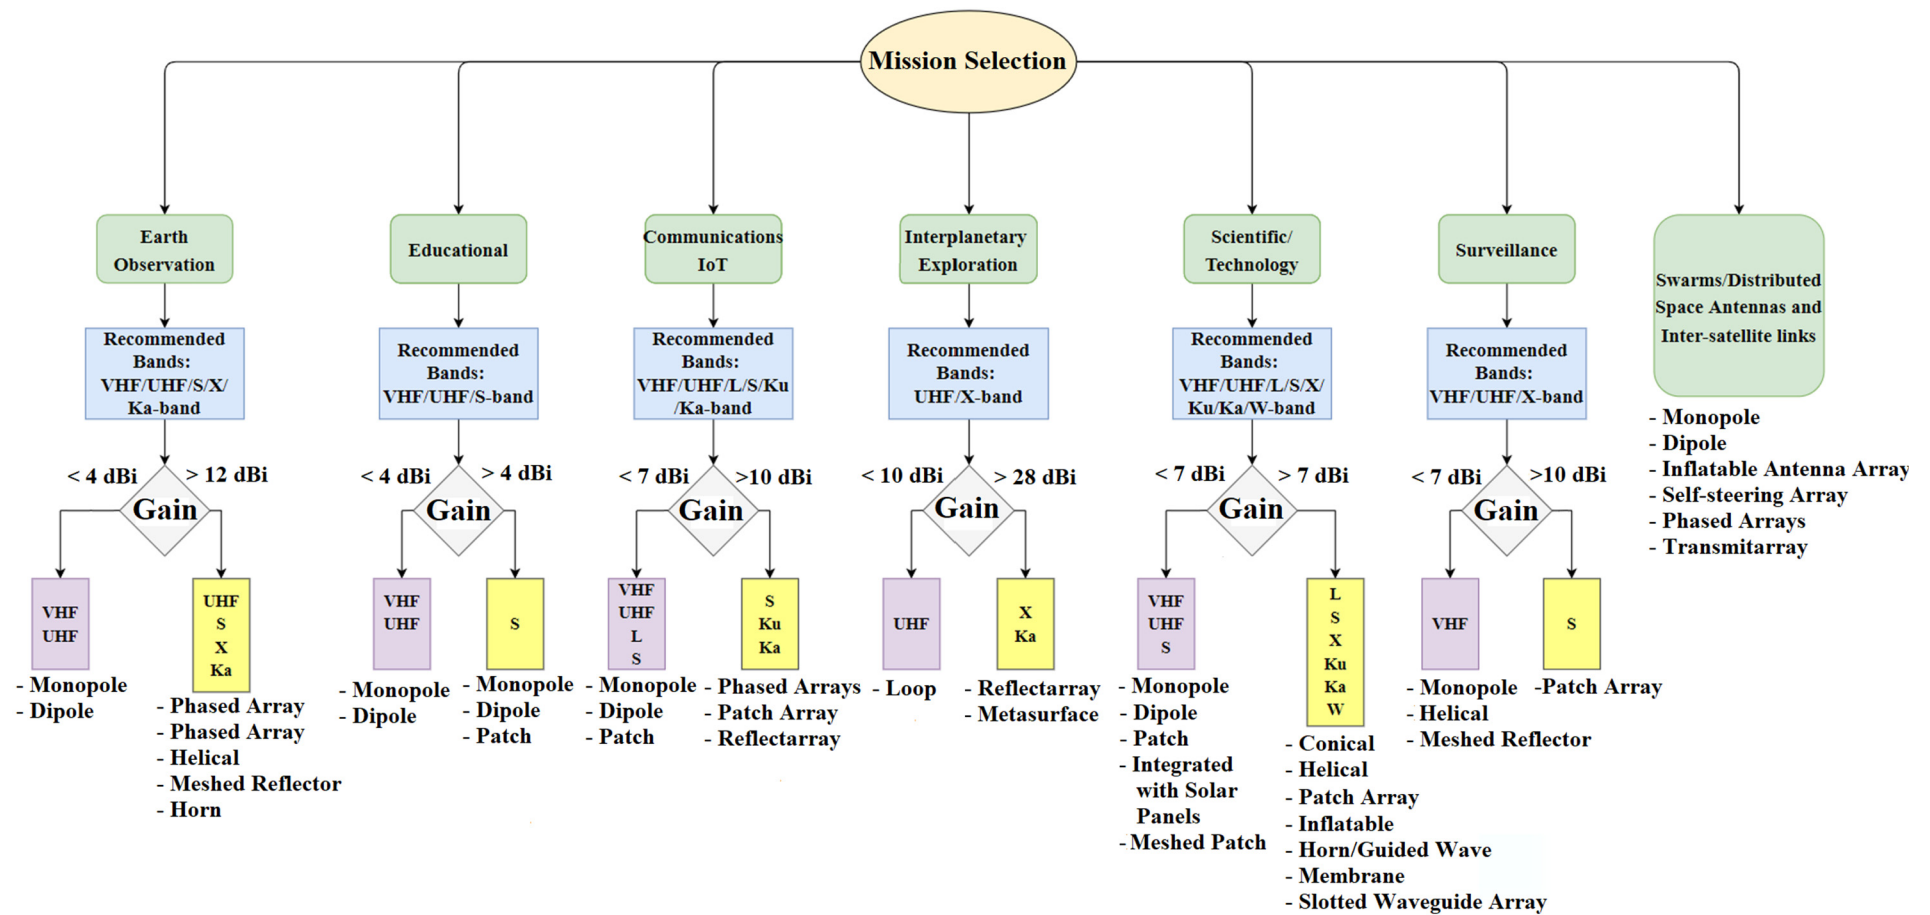 Mission Selection
Earth
Observation
Recommended
Bands:
VHF/UHF/S/X/
Ka-band
< 4 dBi
> 12 dBi
Gain
VHF
UHF
- Monopole
- Dipole
UHF
S
X
Ka
- Phased Array
- Phased Array
- Helical
- Meshed Reflector
- Horn
Educational
Recommended
Bands:
VHF/UHF/S-band
< 4 dBi
> 4 dBi
Gain
VHF
UHF
- Monopole
- Dipole
S
- Monopole
- Dipole
- Patch
Communications
IoT
Recommended
Bands:
VHF/UHF/L/S/Ku
/Ka-band
< 7 dBi
>10 dBi
Gain
VHF
UHF
L
S
- Monopole
- Dipole
- Patch
S
Ku
Ka
- Phased Arrays
- Patch Array
- Reflectarray
Interplanetary
Exploration
Recommended
Bands:
UHF/X-band
< 10 dBi
> 28 dBi
Gain
UHF
- Loop
X
Ka
- Reflectarray
- Metasurface
Scientific/
Technology
Recommended
Bands:
VHF/UHF/L/S/X/
Ku/Ka/W-band
< 7 dBi
> 7 dBi
Gain
VHF
UHF
S
- Monopole
- Dipole
- Patch
- Integrated
with Solar
Panels
- Meshed Patch
L
S
X
Ku
Ka
W
- Conical
- Helical
- Patch Array
- Inflatable
- Horn/Guided Wave
- Membrane
- Slotted Waveguide Array
Surveillance
Recommended
Bands:
VHF/UHF/X-band
< 7 dBi
>10 dBi
Gain
VHF
- Monopole
- Helical
- Meshed Reflector
S
-Patch Array
Swarms/Distributed
Space Antennas and
Inter-satellite links
- Monopole
- Dipole
- Inflatable Antenna Array
- Self-steering Array
- Phased Arrays
- Transmitarray